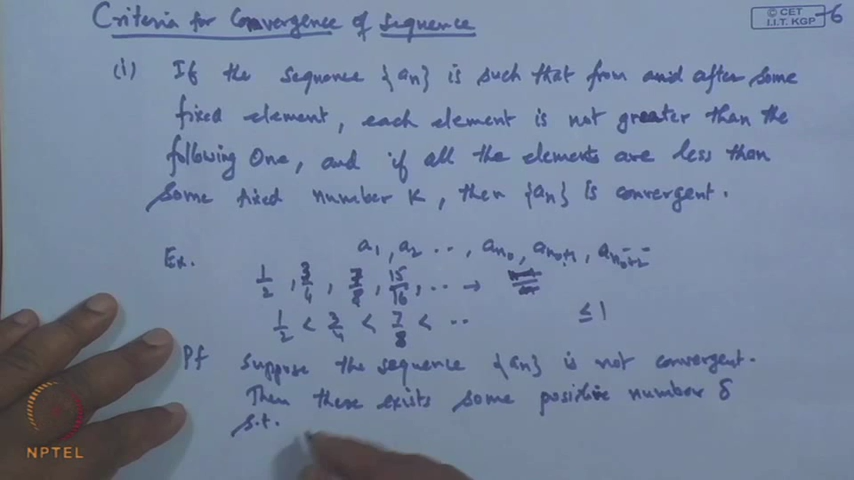 Criteria for Convergence of Sequence
© CET
I.I.T. KGP
-6
(i) If the sequence {an} is such that from and after some
fixed element, each element is not greater than the
following One, and if all the elements are less than
some fixed number K, then {an} is convergent.
Ex. a1, a2 .., an0, an0+1, an0+2 --
1/2, 3/4, 7/8, 15/16, .. →
1/2 < 3/4 < 7/8 < .. ≤ 1
Pf Suppose the sequence {an} is not convergent.
Then there exists some positive number δ
s.t.
NPTEL